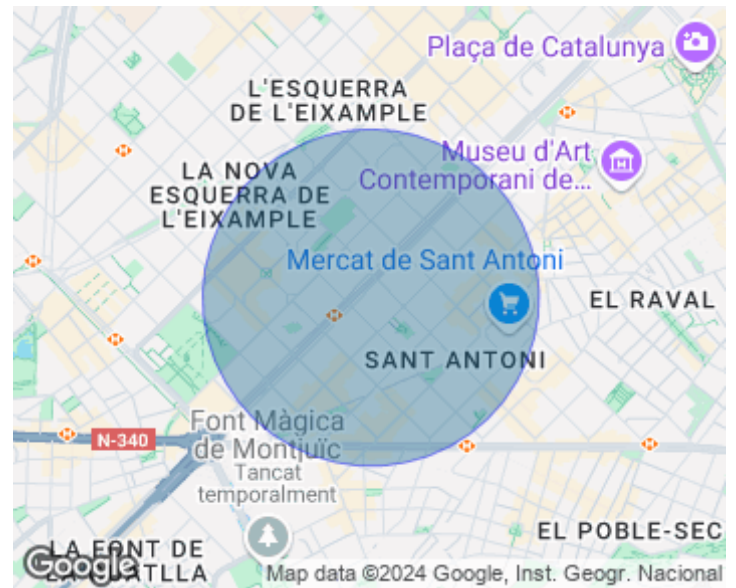 Plaça de Catalunya
L'ESQUERRA
DE L'EIXAMPLE
Museu d'Art
Contemporani de...
LA NOVA
ESQUERRA DE
L'EIXAMPLE
Mercat de Sant Antoni
EL RAVAL
SANT ANTONI
Font Màgica
de Montjuïc
Tancat
temporalment
N-340
EL POBLE-SEC
LA FONT DE
LA GUATLLA
Google
Map data ©2024 Google, Inst. Geogr. Nacional